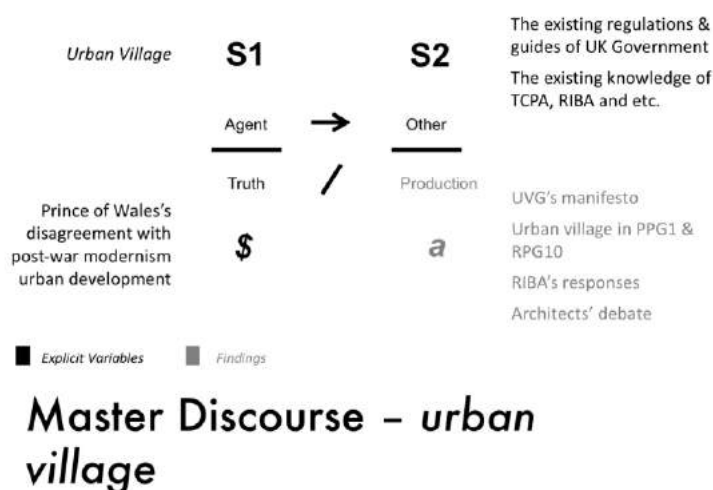 Urban Village
S1
S2
The existing regulations &
guides of UK Government
The existing knowledge of
TCPA, RIBA and etc.
Agent
→
Other
Truth
/
Production
Prince of Wales's
disagreement with
post-war modernism
urban development
$
a
UVG's manifesto
Urban village in PPG1 &
RPG10
RIBA's responses
Architects' debate
Explicit Variables
Findings
Master Discourse – urban
village